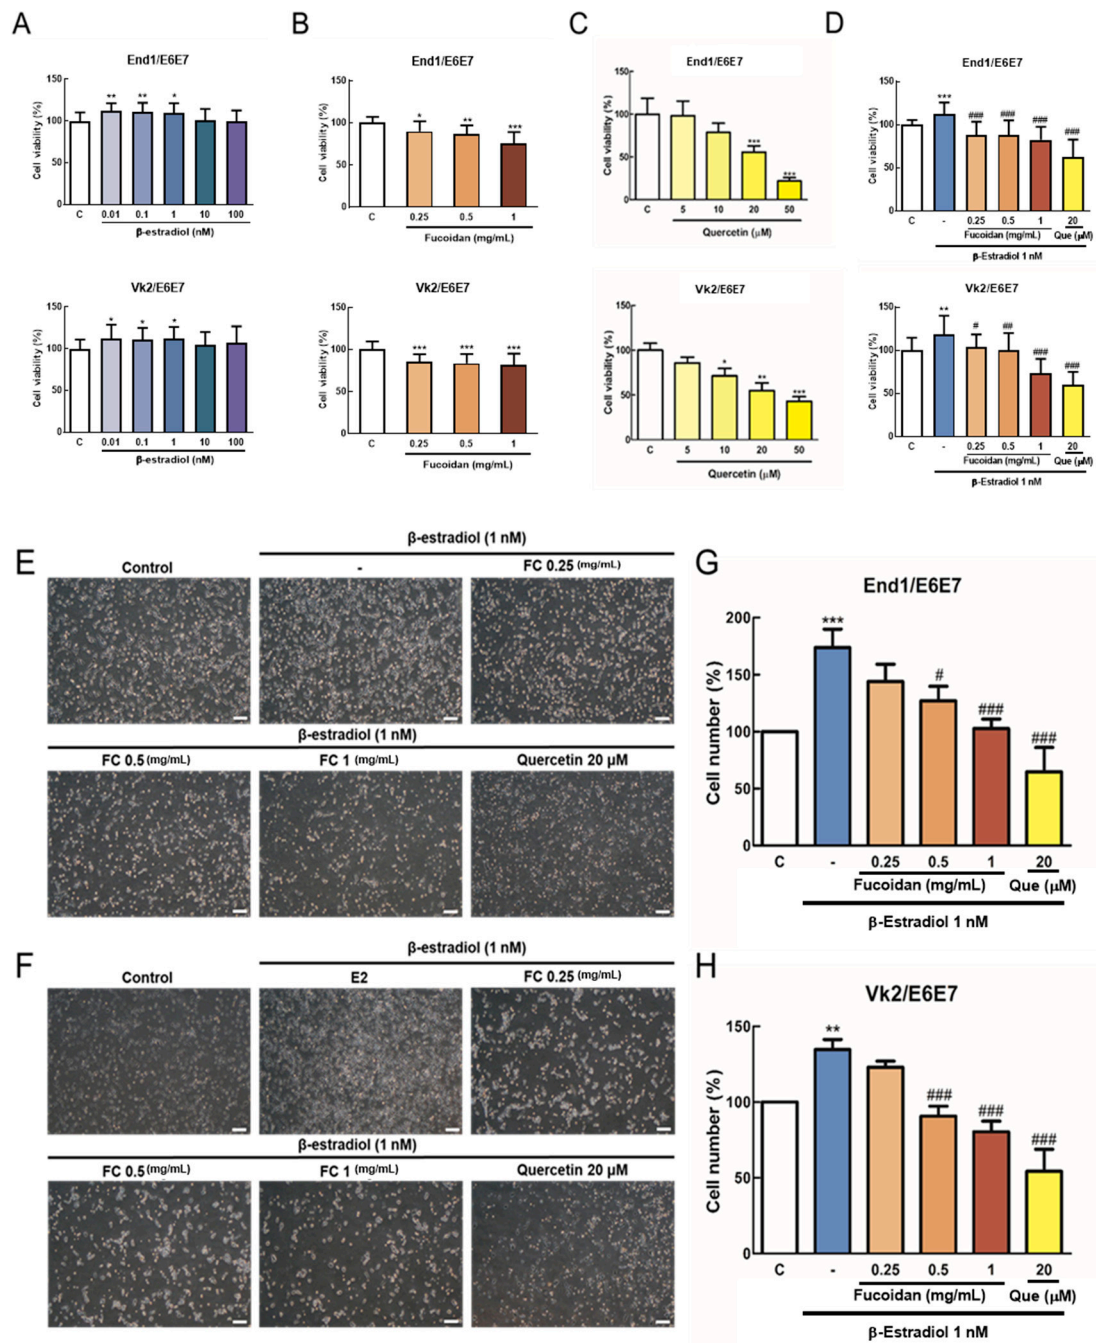 A
B
C
D
End1/E6E7
End1/E6E7
End1/E6E7
End1/E6E7
Cell viability (%)
150
100
50
0
** ** *
C 0.01 0.1 1 10 100
β-estradiol (nM)
Cell viability (%)
150
100
50
0
* ** ***
C 0.25 0.5 1
Fucoidan (mg/mL)
Cell viability (%)
150
100
50
0
*** ***
C 5 10 20 50
Quercetin (μM)
Cell viability (%)
150
100
50
0
*** ### ### ### ###
C - 0.25 0.5 1 20
Fucoidan (mg/mL) Que (μM)
β-Estradiol 1 nM
Vk2/E6E7
Vk2/E6E7
Vk2/E6E7
Vk2/E6E7
Cell viability (%)
150
100
50
0
* * *
C 0.01 0.1 1 10 100
β-estradiol (nM)
Cell viability (%)
150
100
50
0
*** *** ***
C 0.25 0.5 1
Fucoidan (mg/mL)
Cell viability (%)
150
100
50
0
* ** ***
C 5 10 20 50
Quercetin (μM)
Cell viability (%)
150
100
50
0
** # ## ### ###
C - 0.25 0.5 1 20
Fucoidan (mg/mL) Que (μM)
β-Estradiol 1 nM
E
β-estradiol (1 nM)
Control - FC 0.25 (mg/mL)
β-estradiol (1 nM)
FC 0.5 (mg/mL) FC 1 (mg/mL) Quercetin 20 μM
G
End1/E6E7
Cell number (%)
200
150
100
50
0
*** # ### ###
C - 0.25 0.5 1 20
Fucoidan (mg/mL) Que (μM)
β-Estradiol 1 nM
F
β-estradiol (1 nM)
Control E2 FC 0.25 (mg/mL)
β-estradiol (1 nM)
FC 0.5 (mg/mL) FC 1 (mg/mL) Quercetin 20 μM
H
Vk2/E6E7
Cell number (%)
150
100
50
0
** ### ### ###
C - 0.25 0.5 1 20
Fucoidan (mg/mL) Que (μM)
β-Estradiol 1 nM